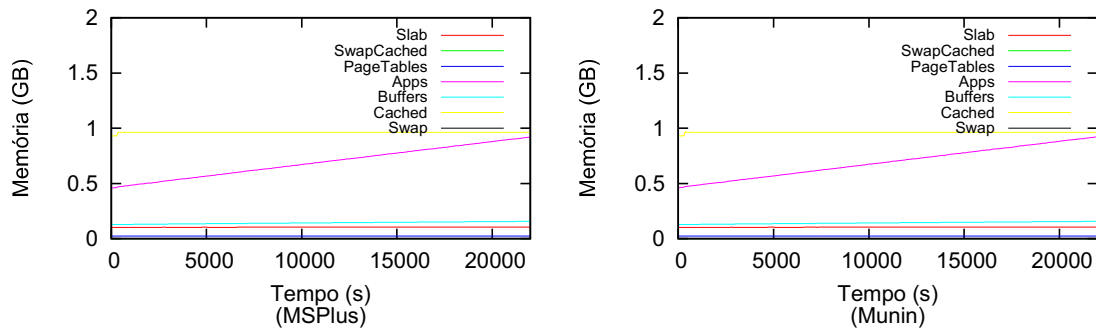 Memória (GB)
2
1.5
1
0.5
0
Slab
SwapCached
PageTables
Apps
Buffers
Cached
Swap
0 5000 10000 15000 20000
Tempo (s)
(MSPlus)
Memória (GB)
2
1.5
1
0.5
0
Slab
SwapCached
PageTables
Apps
Buffers
Cached
Swap
0 5000 10000 15000 20000
Tempo (s)
(Munin)